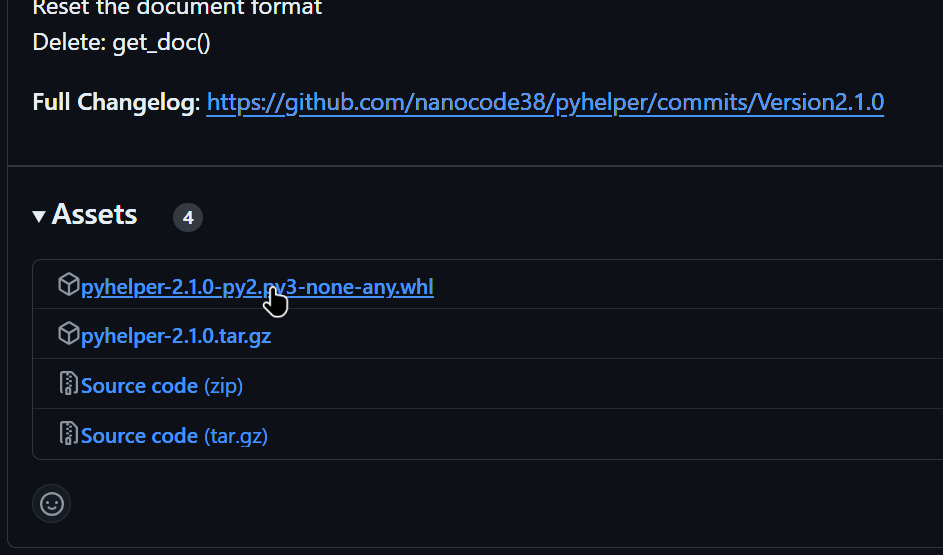 Reset the document format
Delete: get_doc()
Full Changelog: https://github.com/nanocode38/pyhelper/commits/Version2.1.0
Assets 4
pyhelper-2.1.0-py2.py3-none-any.whl
pyhelper-2.1.0.tar.gz
Source code (zip)
Source code (tar.gz)